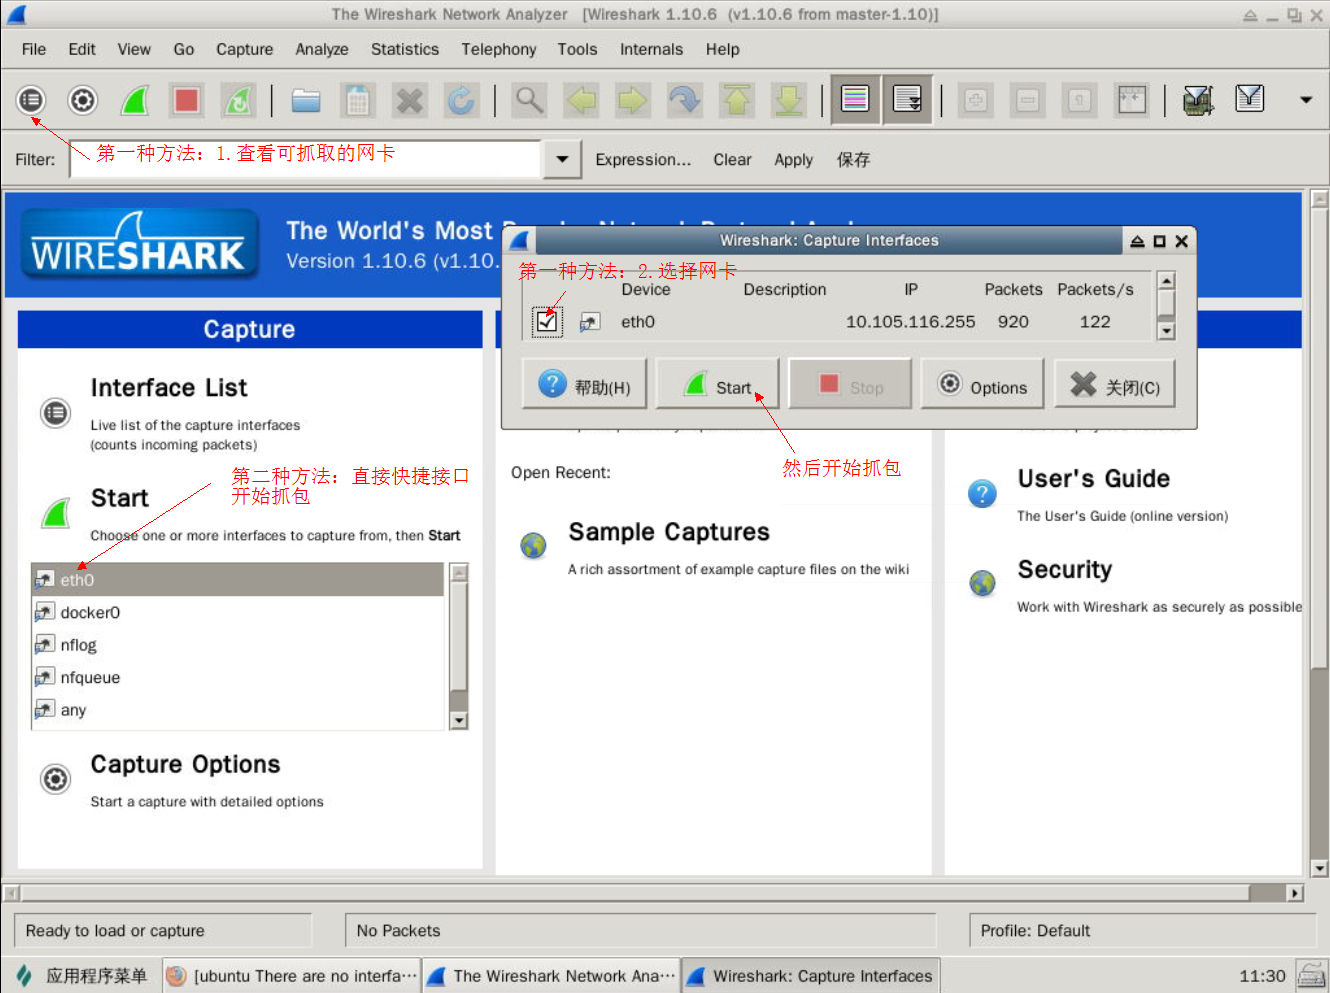 The Wireshark Network Analyzer [Wireshark 1.10.6 (v1.10.6 from master-1.10)]
File Edit View Go Capture Analyze Statistics Telephony Tools Internals Help
第一种方法：1.查看可抓取的网卡
Filter: Expression... Clear Apply 保存
WIRESHARK
The World's Most
Version 1.10.6 (v1.10.
Wireshark: Capture Interfaces
第一种方法：2.选择网卡
Device Description IP Packets Packets/s
eth0 10.105.116.255 920 122
帮助(H) Start Stop Options 关闭(C)
然后开始抓包
Capture
Interface List
Live list of the capture interfaces
(counts incoming packets)
第二种方法：直接快捷接口
开始抓包
Start
Choose one or more interfaces to capture from, then Start
eth0
docker0
nflog
nfqueue
any
Capture Options
Start a capture with detailed options
Open Recent:
Sample Captures
A rich assortment of example capture files on the wiki
User's Guide
The User's Guide (online version)
Security
Work with Wireshark as securely as possible
Ready to load or capture No Packets Profile: Default
应用程序菜单 [ubuntu There are no interfa··· The Wireshark Network Ana··· Wireshark: Capture Interfaces 11:30